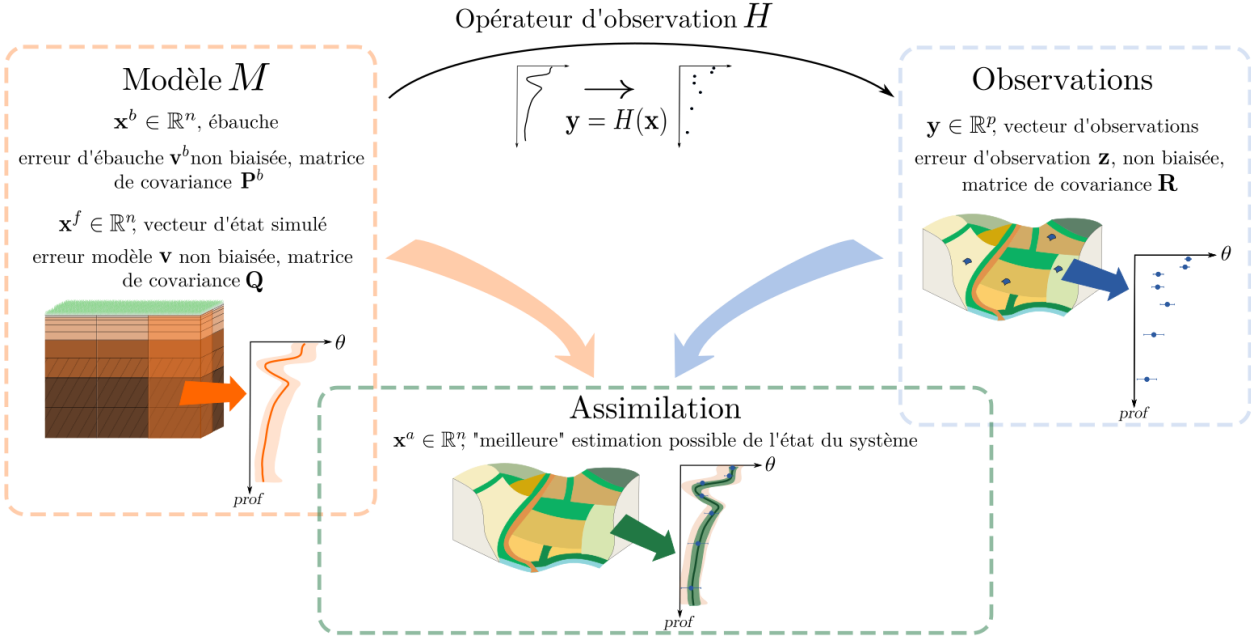 Opérateur d'observation H
y = H(x)
Modèle M
x^b ∈ ℝ^n, ébauche
erreur d'ébauche v^b non biaisée, matrice
de covariance P^b
x^f ∈ ℝ^n, vecteur d'état simulé
erreur modèle v non biaisée, matrice
de covariance Q
θ
prof
Observations
y ∈ ℝ^p, vecteur d'observations
erreur d'observation z, non biaisée,
matrice de covariance R
θ
prof
Assimilation
x^a ∈ ℝ^n, "meilleure" estimation possible de l'état du système
θ
prof